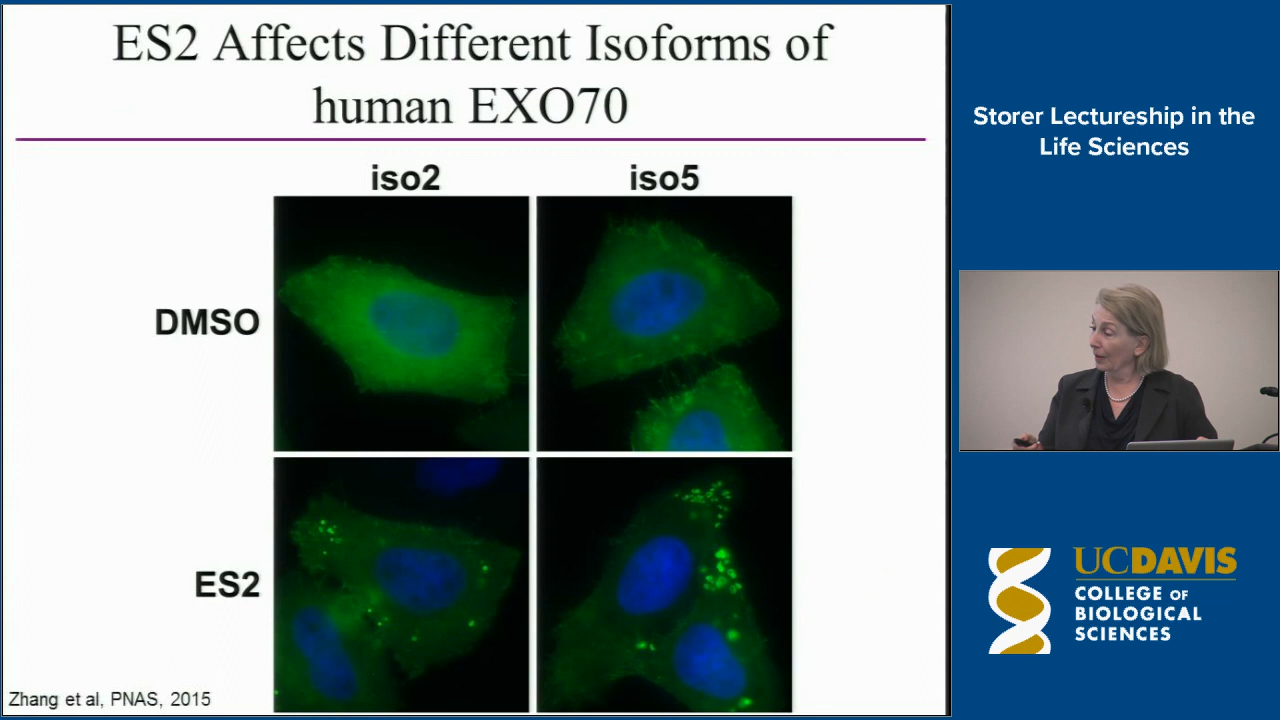 ES2 Affects Different Isoforms of
human EXO70
iso2 iso5
DMSO
ES2
Zhang et al, PNAS, 2015
Storer Lectureship in the
Life Sciences
UCDAVIS
COLLEGE OF
BIOLOGICAL
SCIENCES